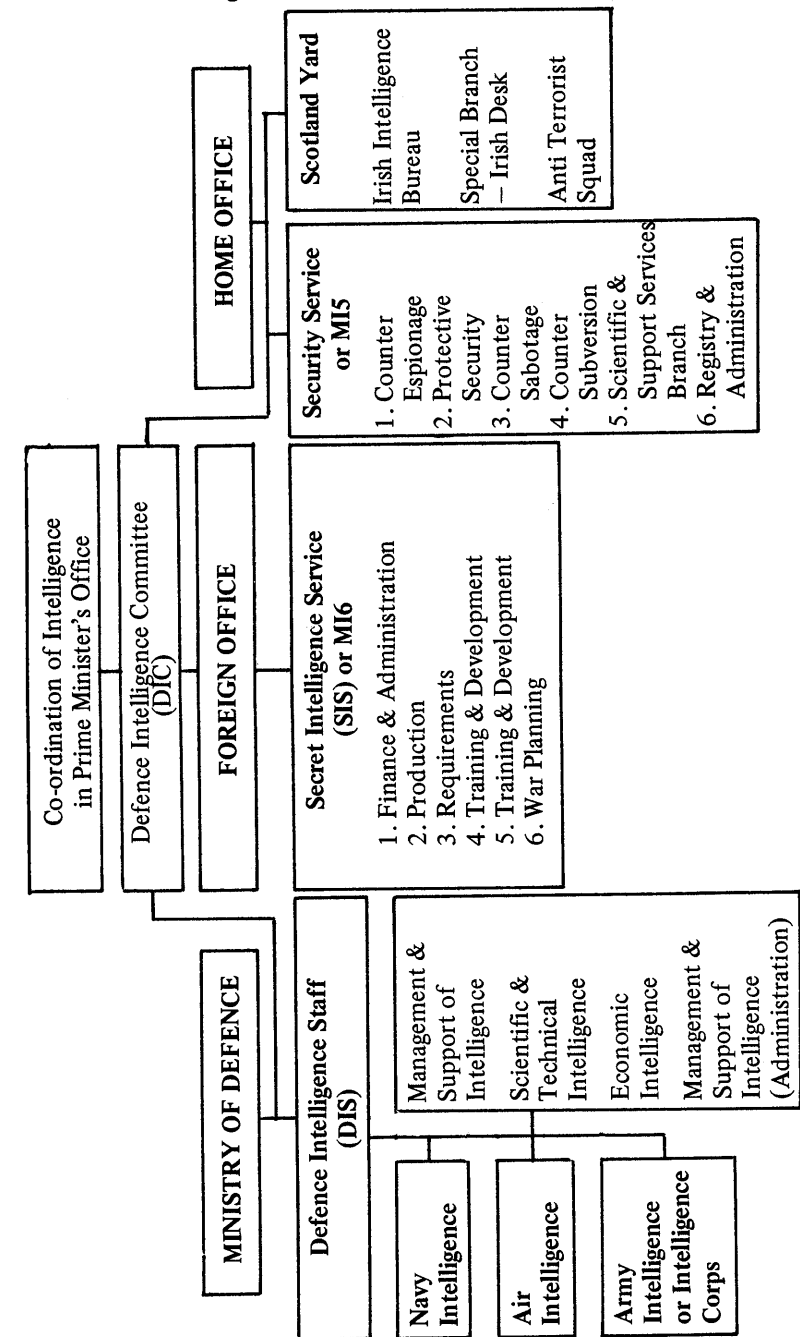 Co-ordination of Intelligence
in Prime Minister's Office
Defence Intelligence Committee
(DIC)
MINISTRY OF DEFENCE
FOREIGN OFFICE
HOME OFFICE
Defence Intelligence Staff
(DIS)
Navy
Intelligence
Air
Intelligence
Army
Intelligence
or Intelligence
Corps
Management &
Support of
Intelligence
Scientific &
Technical
Intelligence
Economic
Intelligence
Management &
Support of
Intelligence
(Administration)
Secret Intelligence Service
(SIS) or MI6
1. Finance & Administration
2. Production
3. Requirements
4. Training & Development
5. Training & Development
6. War Planning
Security Service
or MI5
1. Counter
Espionage
2. Protective
Security
3. Counter
Sabotage
4. Counter
Subversion
5. Scientific &
Support Services
Branch
6. Registry &
Administration
Scotland Yard
Irish Intelligence
Bureau
Special Branch
– Irish Desk
Anti Terrorist
Squad